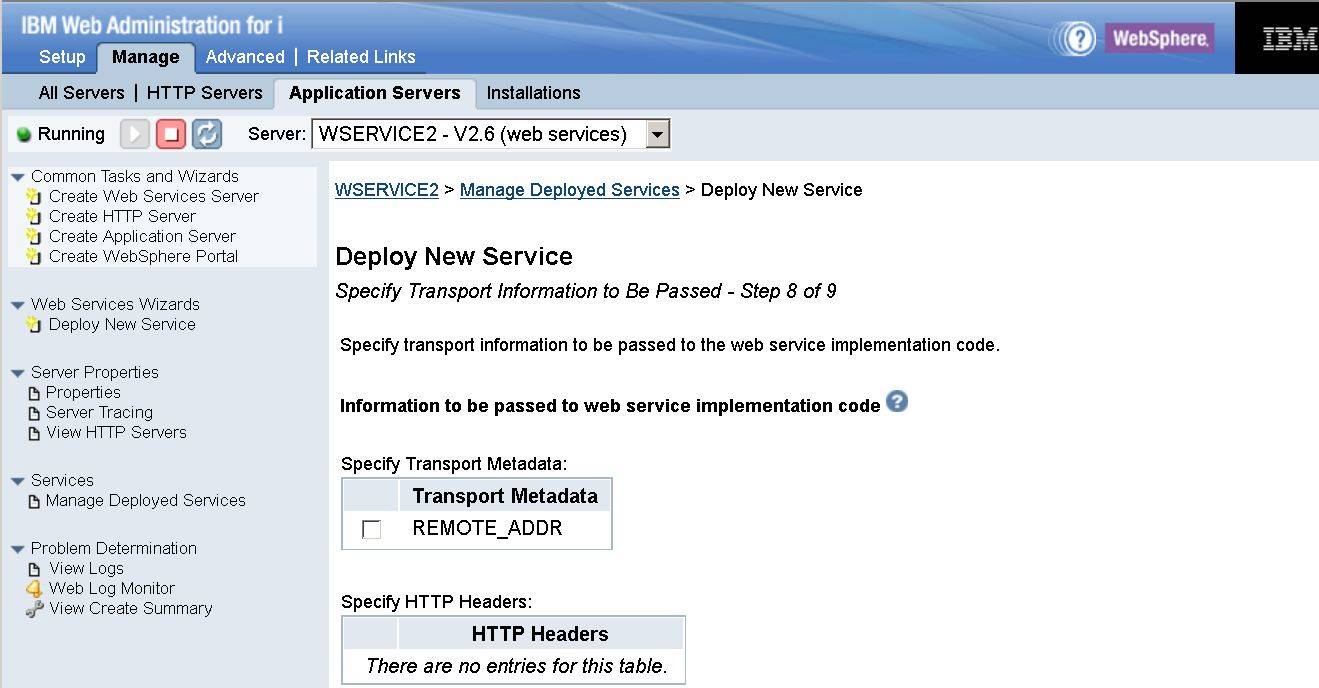 IBM Web Administration for i
Setup Manage Advanced | Related Links
? WebSphere. IBM
All Servers | HTTP Servers Application Servers Installations
Running Server: WSERVICE2 - V2.6 (web services)
Common Tasks and Wizards
Create Web Services Server
Create HTTP Server
Create Application Server
Create WebSphere Portal
Web Services Wizards
Deploy New Service
Server Properties
Properties
Server Tracing
View HTTP Servers
Services
Manage Deployed Services
Problem Determination
View Logs
Web Log Monitor
View Create Summary
WSERVICE2 > Manage Deployed Services > Deploy New Service
Deploy New Service
Specify Transport Information to Be Passed - Step 8 of 9
Specify transport information to be passed to the web service implementation code.
Information to be passed to web service implementation code ?
Specify Transport Metadata:
Transport Metadata
REMOTE_ADDR
Specify HTTP Headers:
HTTP Headers
There are no entries for this table.